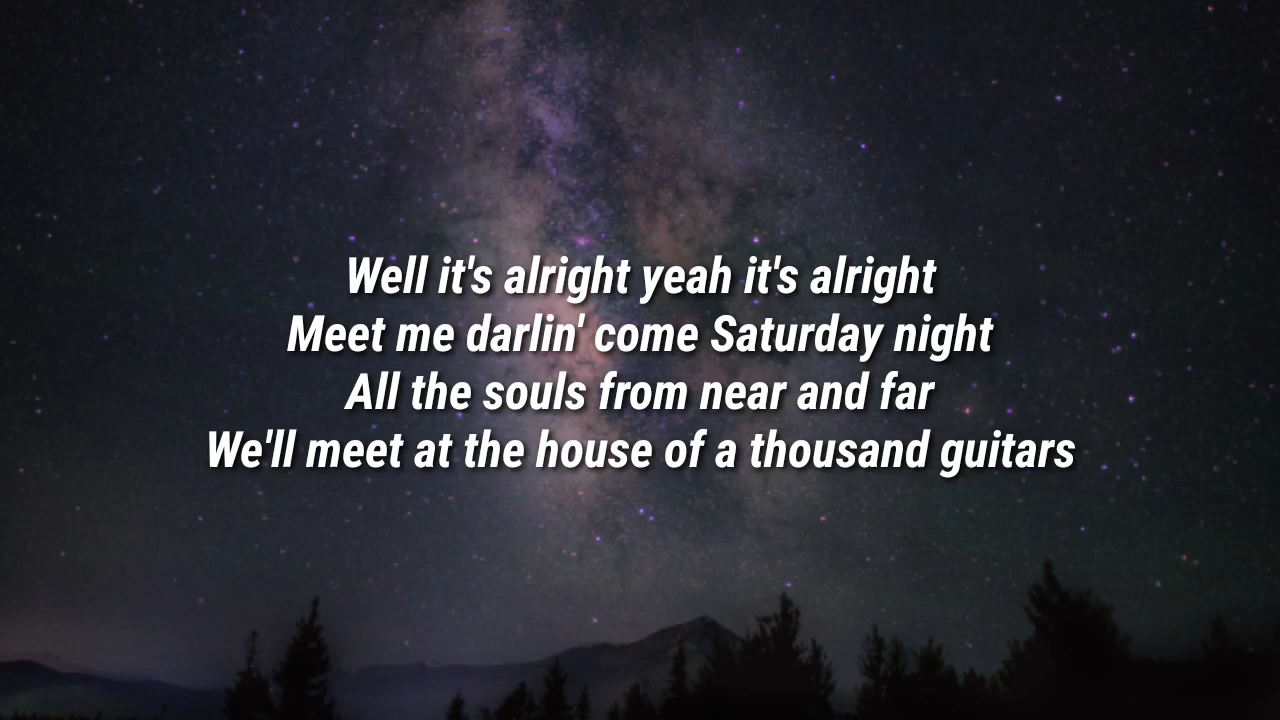 Well it's alright yeah it's alright
Meet me darlin' come Saturday night
All the souls from near and far
We'll meet at the house of a thousand guitars